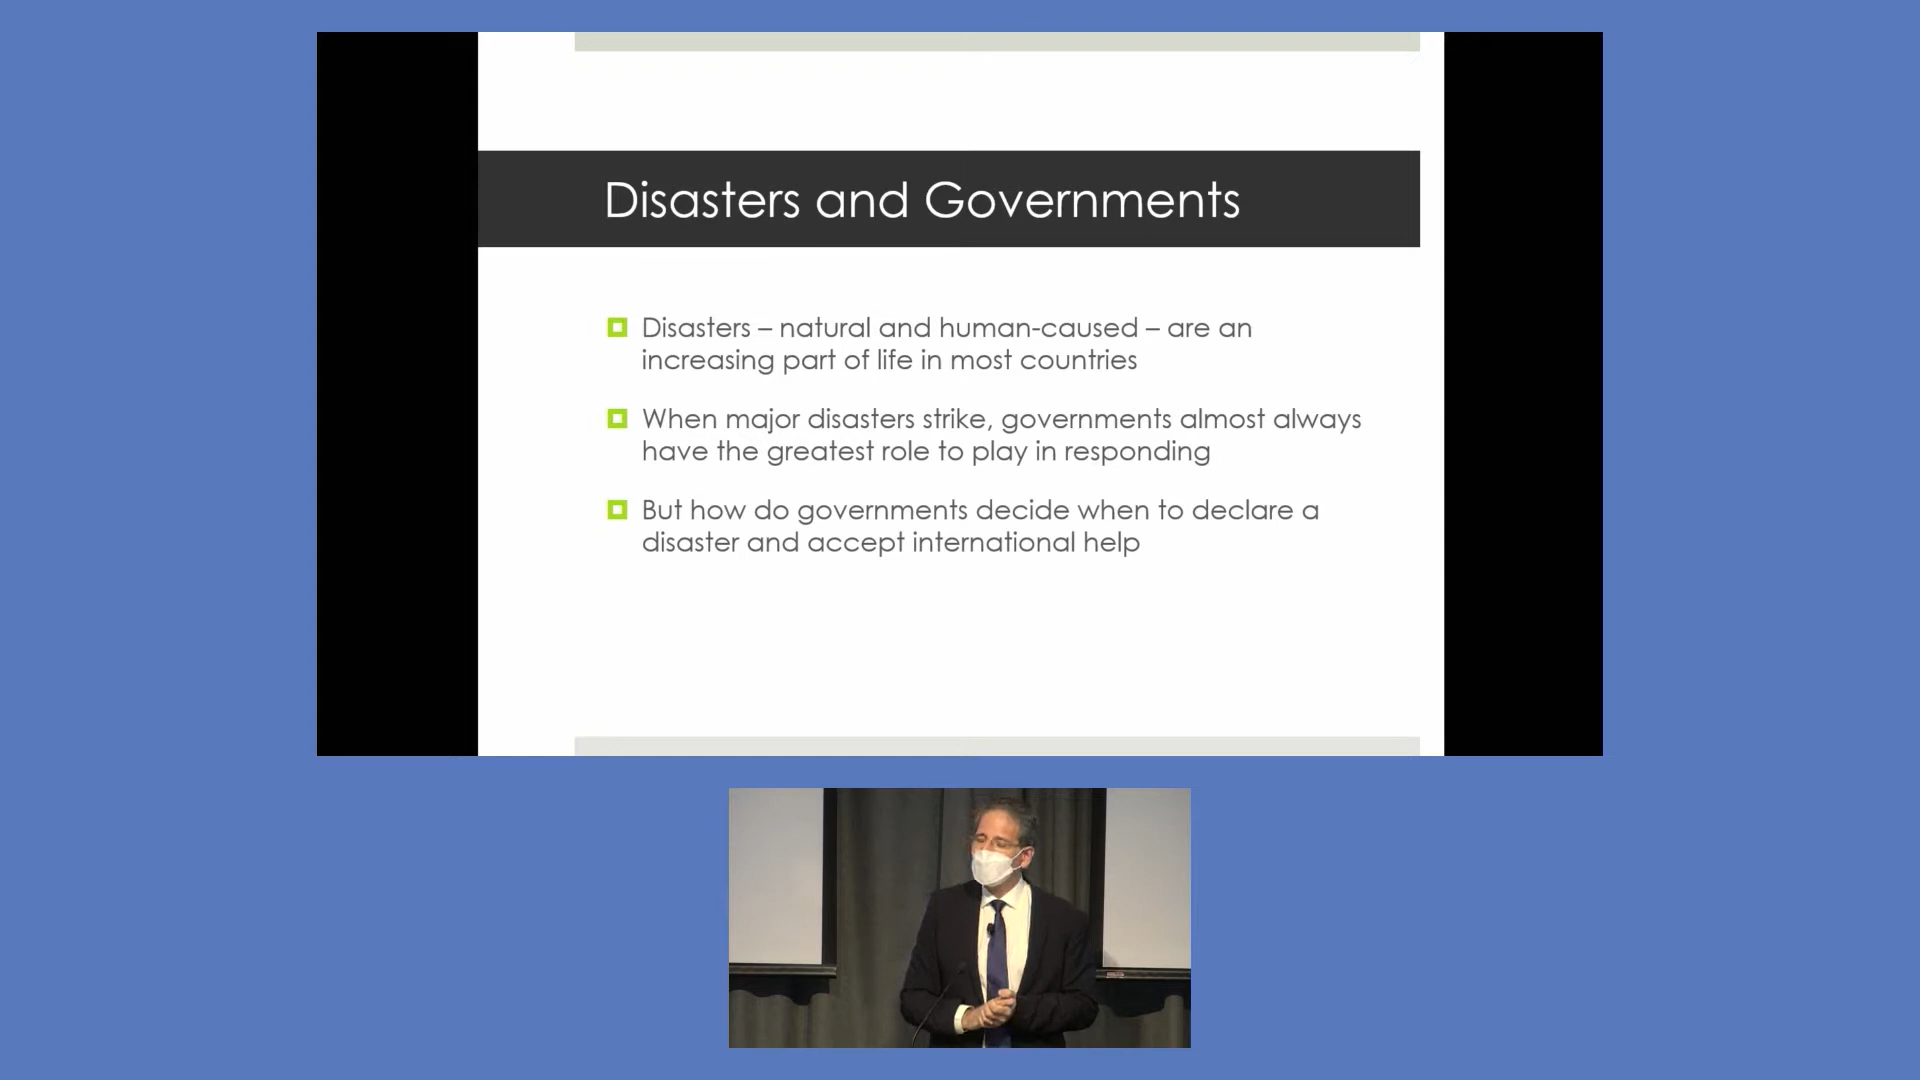 Disasters and Governments
Disasters – natural and human-caused – are an
increasing part of life in most countries
When major disasters strike, governments almost always
have the greatest role to play in responding
But how do governments decide when to declare a
disaster and accept international help